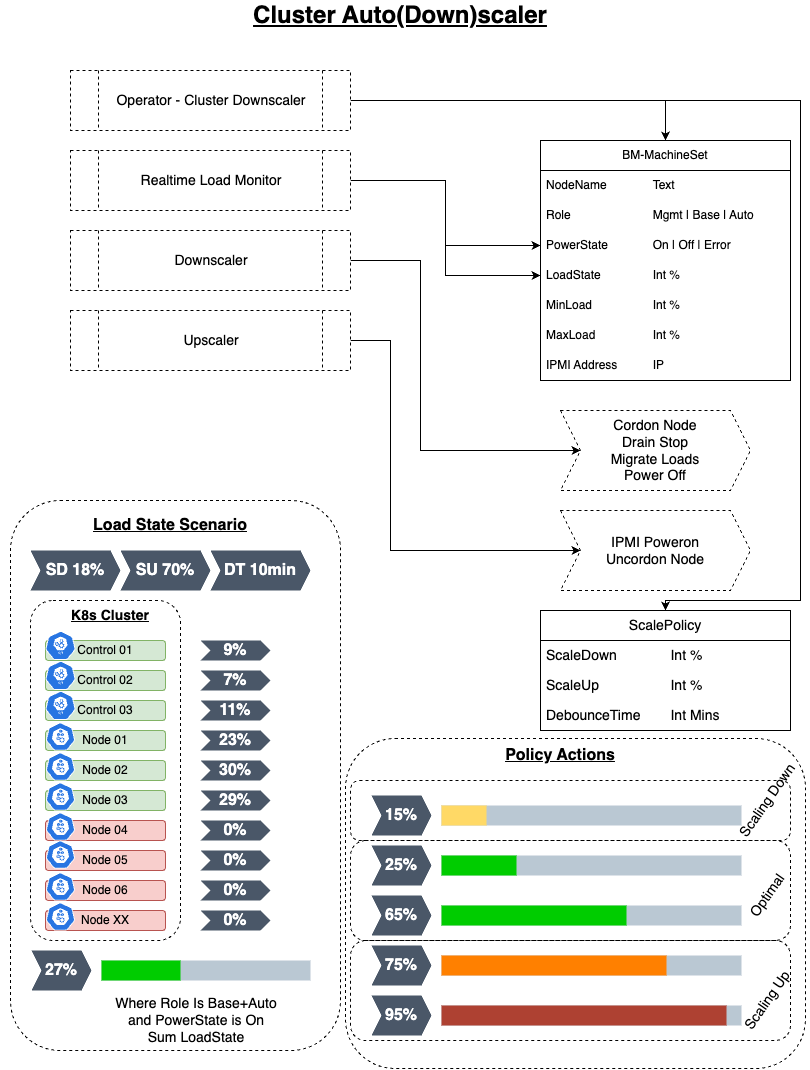 Cluster Auto(Down)scaler
Operator - Cluster Downscaler
Realtime Load Monitor
Downscaler
Upscaler
BM-MachineSet
NodeName Text
Role Mgmt | Base | Auto
PowerState On | Off | Error
LoadState Int %
MinLoad Int %
MaxLoad Int %
IPMI Address IP
Cordon Node
Drain Stop
Migrate Loads
Power Off
IPMI Poweron
Uncordon Node
ScalePolicy
ScaleDown Int %
ScaleUp Int %
DebounceTime Int Mins
Load State Scenario
SD 18% SU 70% DT 10min
K8s Cluster
Control 01 9%
Control 02 7%
Control 03 11%
Node 01 23%
Node 02 30%
Node 03 29%
Node 04 0%
Node 05 0%
Node 06 0%
Node XX 0%
27%
Where Role Is Base+Auto
and PowerState is On
Sum LoadState
Policy Actions
15% Scaling Down
25%
Optimal
65%
75%
Scaling Up
95%